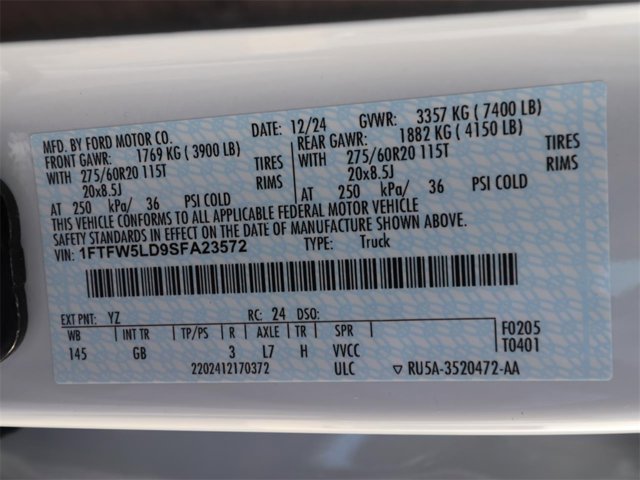 MFD. BY FORD MOTOR CO. DATE: 12/24 GVWR: 3357 KG ( 7400 LB)
FRONT GAWR: 1769 KG ( 3900 LB) REAR GAWR: 1882 KG ( 4150 LB)
WITH 275/60R20 115T TIRES WITH 275/60R20 115T TIRES
20x8.5J RIMS 20x8.5J RIMS
AT 250 kPa/ 36 PSI COLD AT 250 kPa/ 36 PSI COLD
THIS VEHICLE CONFORMS TO ALL APPLICABLE FEDERAL MOTOR VEHICLE
SAFETY STANDARDS IN EFFECT ON THE DATE OF MANUFACTURE SHOWN ABOVE.
VIN: 1FTFW5LD9SFA23572 TYPE: Truck
EXT PNT: YZ RC: 24 DSO:
WB INT TR TP/PS R AXLE TR SPR F0205
145 GB 3 L7 H VVCC T0401
2202412170372 ULC ▽ RU5A-3520472-AA